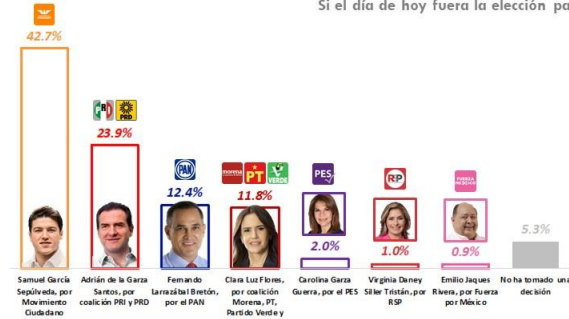 Si el día de hoy fuera la elección pa
42.7%
PRD
23.9%
PAN
12.4%
morena PT VERDE
11.8%
PES
2.0%
RSP
1.0%
FUERZA MÉXICO
0.9%
5.3%
Samuel García
Sepúlveda, por
Movimiento
Ciudadano
Adrián de la Garza
Santos, por
coalición PRI y PRD
Fernando
Larrazábal Bretón,
por el PAN
Clara Luz Flores,
por coalición
Morena, PT,
Partido Verde y
Carolina Garza
Guerra, por el PES
Virginia Daney
Siller Tristán, por
RSP
Emilio Jaques
Rivera, por Fuerza
por México
No ha tomado una
decisión